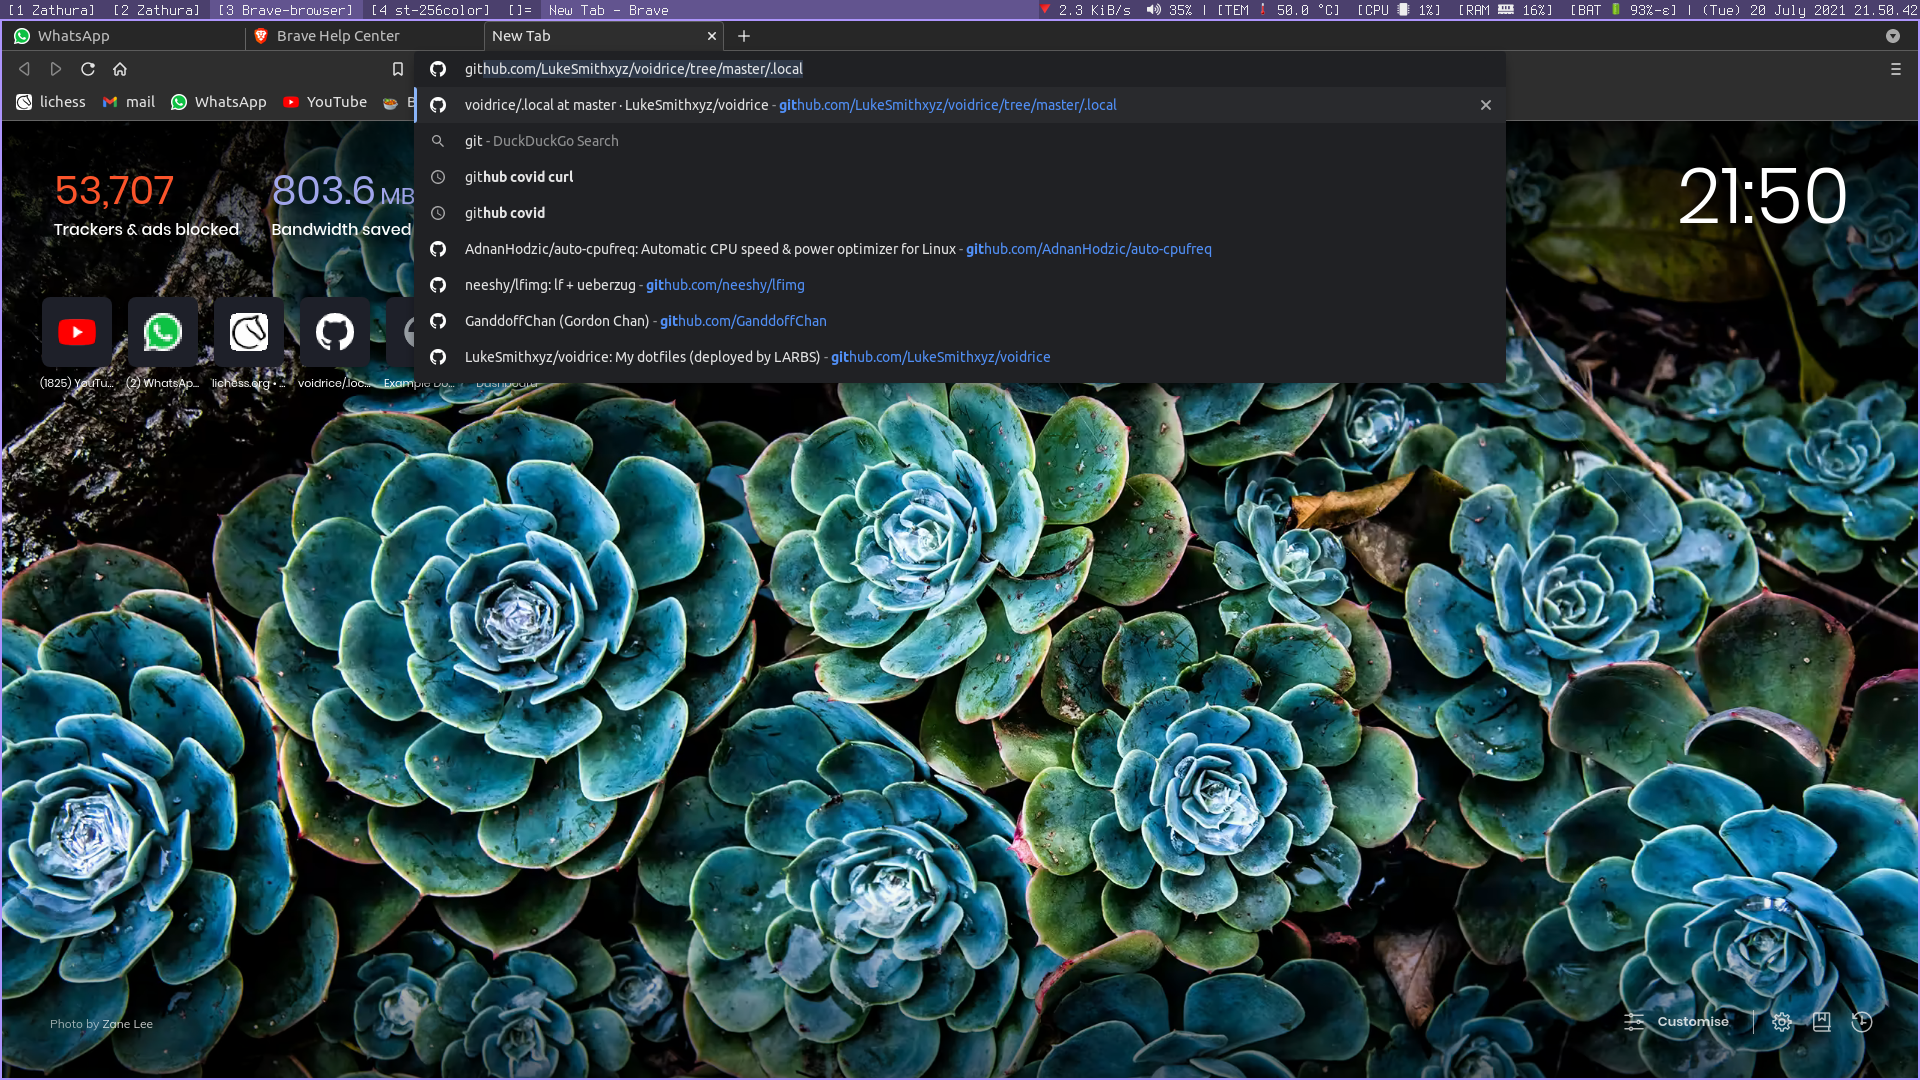 [1 Zathura] [2 Zathura] [3 Brave-browser] [4 st-256color] []= New Tab - Brave 2.3 KiB/s 35% | [TEM 50.0 °C] [CPU 1%] [RAM 16%] [BAT 93%-ε] | (Tue) 20 July 2021 21.50.42
WhatsApp Brave Help Center New Tab
github.com/LukeSmithxyz/voidrice/tree/master/.local
lichess mail WhatsApp YouTube B
voidrice/.local at master · LukeSmithxyz/voidrice - github.com/LukeSmithxyz/voidrice/tree/master/.local
git - DuckDuckGo Search
github covid curl
github covid
AdnanHodzic/auto-cpufreq: Automatic CPU speed & power optimizer for Linux - github.com/AdnanHodzic/auto-cpufreq
neeshy/lfimg: lf + ueberzug - github.com/neeshy/lfimg
GanddoffChan (Gordon Chan) - github.com/GanddoffChan
LukeSmithxyz/voidrice: My dotfiles (deployed by LARBS) - github.com/LukeSmithxyz/voidrice
53,707 803.6 MB
Trackers & ads blocked Bandwidth saved
21:50
(1825) YouTu... (2) WhatsAp... lichess.org • ... voidrice/.loc... Example Do... Dashboard
Photo by Zane Lee
Customise